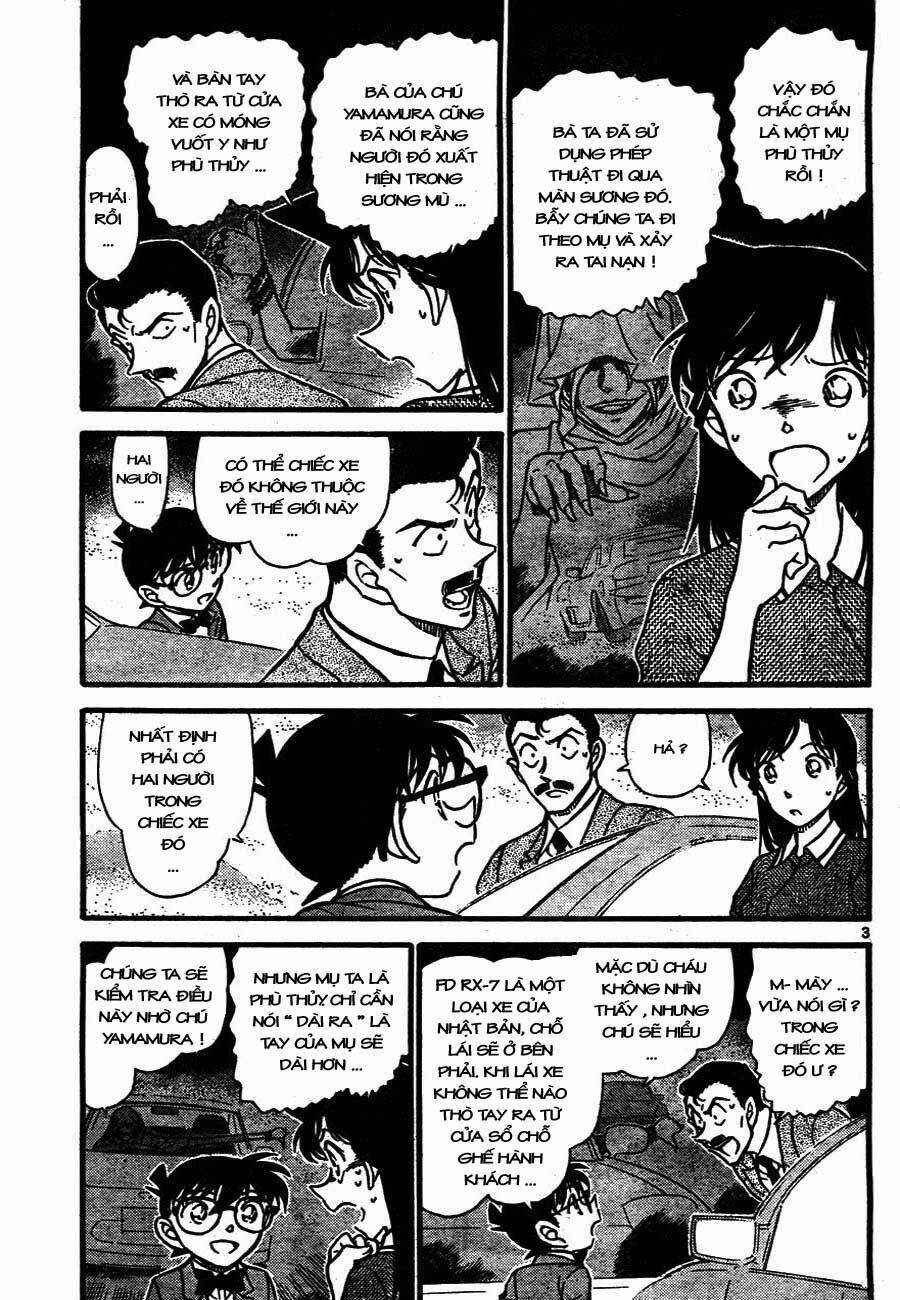 VẬY ĐÓ
CHẮC CHẮN
LÀ MỘT MỤ
PHÙ THỦY
RỒI !
BÀ TA ĐÃ SỬ
DỤNG PHÉP
THUẬT ĐI QUA
MÀN SƯƠNG ĐÓ.
BẪY CHÚNG TA ĐI
THEO MỤ VÀ XẢY
RA TAI NẠN !
BÀ CỦA CHÚ
YAMAMURA CŨNG
ĐÃ NÓI RẰNG
NGƯỜI ĐÓ XUẤT
HIỆN TRONG
SƯƠNG MÙ ...
VÀ BÀN TAY
THÒ RA TỪ CỬA
XE CÓ MÓNG
VUỐT Y NHƯ
PHÙ THỦY ...
PHẢI
RỒI
...
CÓ THỂ CHIẾC XE
ĐÓ KHÔNG THUỘC
VỀ THẾ GIỚI NÀY
...
HAI
NGƯỜI
...
HẢ ?
NHẤT ĐỊNH
PHẢI CÓ
HAI NGƯỜI
TRONG
CHIẾC XE
ĐÓ
...
3
M- MÀY ...
VỪA NÓI GÌ ?
TRONG
CHIẾC XE
ĐÓ Ư ?
MẶC DÙ CHÁU
KHÔNG NHÌN
THẤY , NHƯNG
CHÚ SẼ HIỂU
...
FD RX-7 LÀ MỘT
LOẠI XE CỦA
NHẬT BẢN, CHỖ
LÁI SẼ Ở BÊN
PHẢI. KHI LÁI XE
KHÔNG THỂ NÀO
THÒ TAY RA TỪ
CỬA SỔ CHỖ
GHẾ HÀNH
KHÁCH ...
NHƯNG MỤ TA LÀ
PHÙ THỦY, CHỈ CẦN
NÓI “ DÀI RA ” LÀ
TAY CỦA MỤ SẼ
DÀI HƠN ...
CHÚNG TA SẼ
KIỂM TRA ĐIỀU
NÀY NHỜ CHÚ
YAMAMURA !